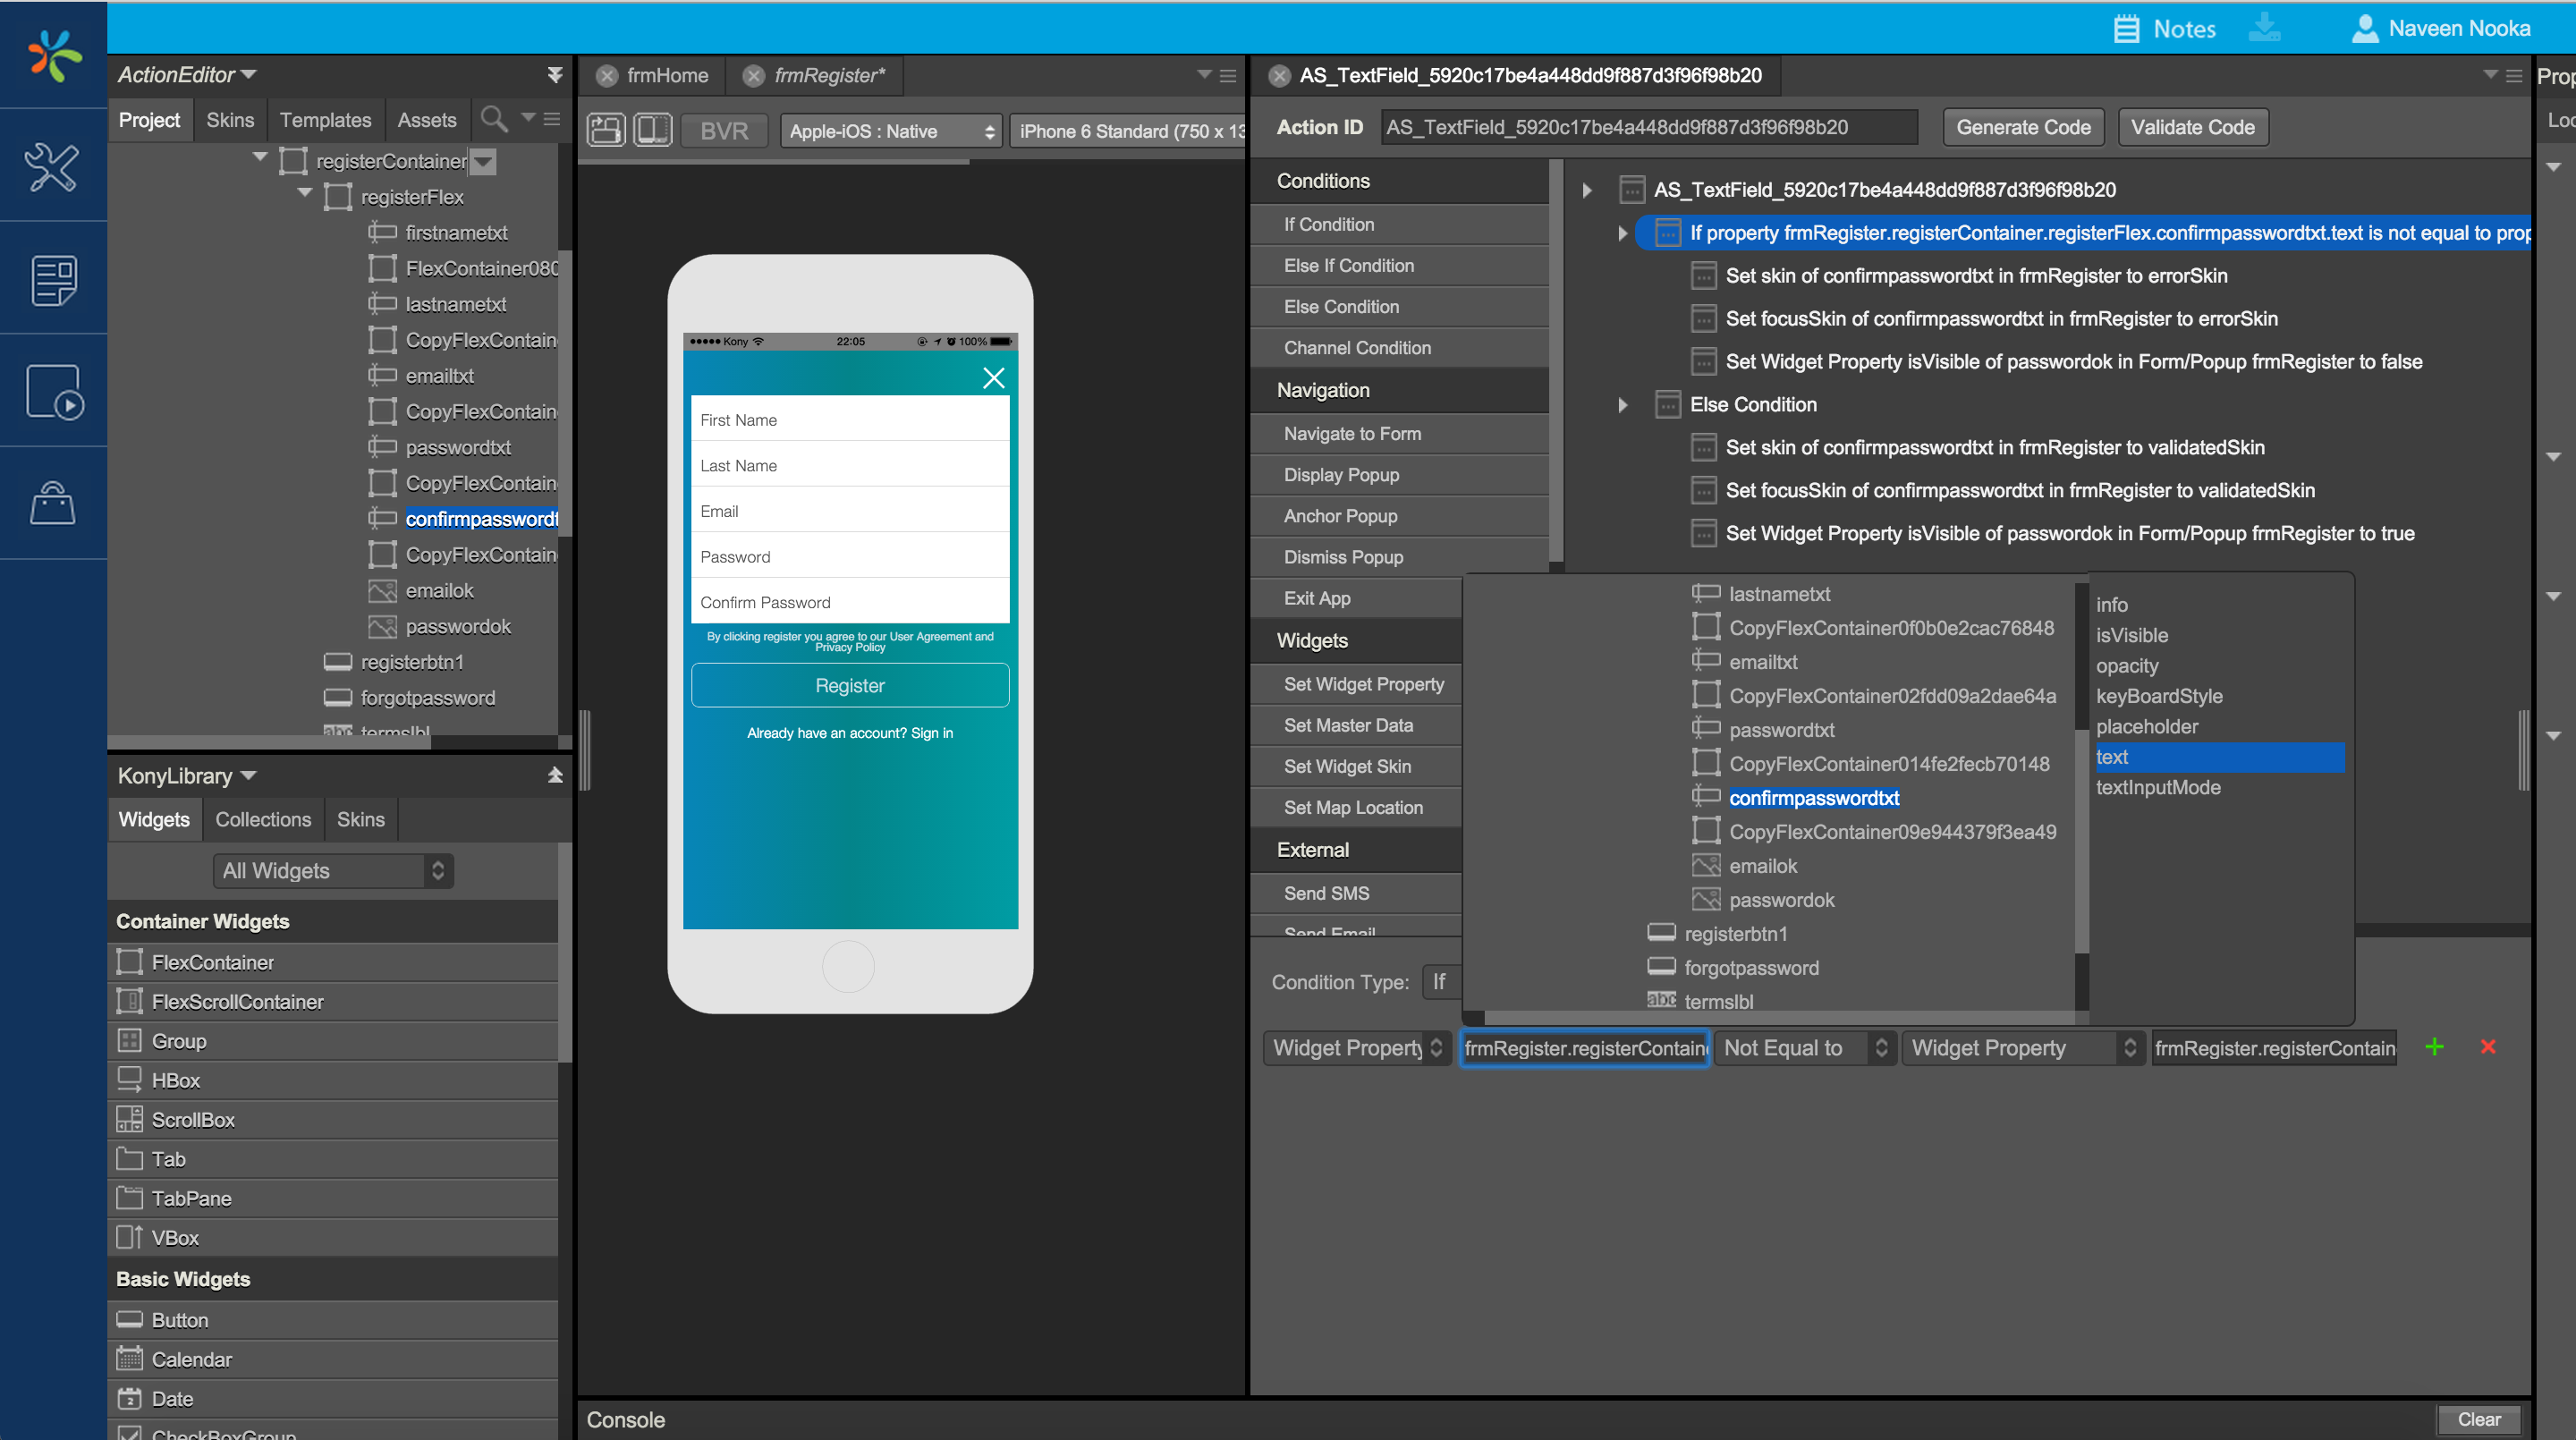 Notes
Naveen Nooka
ActionEditor
Project
Skins
Templates
Assets
registerContainer
registerFlex
firstnametxt
FlexContainer080
lastnametxt
CopyFlexContain
emailtxt
CopyFlexContain
passwordtxt
CopyFlexContain
confirmpasswordt
CopyFlexContain
emailok
passwordok
registerbtn1
forgotpassword
termslbl
KonyLibrary
Widgets
Collections
Skins
All Widgets
Container Widgets
FlexContainer
FlexScrollContainer
Group
HBox
ScrollBox
Tab
TabPane
VBox
Basic Widgets
Button
Calendar
Date
CheckBoxGroup
frmHome
frmRegister*
BVR
Apple-iOS : Native
iPhone 6 Standard (750 x 13
Kony
22:05
100%
First Name
Last Name
Email
Password
Confirm Password
By clicking register you agree to our User Agreement and
Privacy Policy
Register
Already have an account? Sign in
AS_TextField_5920c17be4a448dd9f887d3f96f98b20
Action ID
AS_TextField_5920c17be4a448dd9f887d3f96f98b20
Generate Code
Validate Code
Conditions
If Condition
Else If Condition
Else Condition
Channel Condition
Navigation
Navigate to Form
Display Popup
Anchor Popup
Dismiss Popup
Exit App
Widgets
Set Widget Property
Set Master Data
Set Widget Skin
Set Map Location
External
Send SMS
Send Email
AS_TextField_5920c17be4a448dd9f887d3f96f98b20
If property frmRegister.registerContainer.registerFlex.confirmpasswordtxt.text is not equal to prop
Set skin of confirmpasswordtxt in frmRegister to errorSkin
Set focusSkin of confirmpasswordtxt in frmRegister to errorSkin
Set Widget Property isVisible of passwordok in Form/Popup frmRegister to false
Else Condition
Set skin of confirmpasswordtxt in frmRegister to validatedSkin
Set focusSkin of confirmpasswordtxt in frmRegister to validatedSkin
Set Widget Property isVisible of passwordok in Form/Popup frmRegister to true
lastnametxt
CopyFlexContainer0f0b0e2cac76848
emailtxt
CopyFlexContainer02fdd09a2dae64a
passwordtxt
CopyFlexContainer014fe2fecb70148
confirmpasswordtxt
CopyFlexContainer09e944379f3ea49
emailok
passwordok
registerbtn1
forgotpassword
abc termslbl
info
isVisible
opacity
keyBoardStyle
placeholder
text
textInputMode
Condition Type: If
Widget Property
frmRegister.registerContain
Not Equal to
Widget Property
frmRegister.registerContain
Prop
Loo
Console
Clear